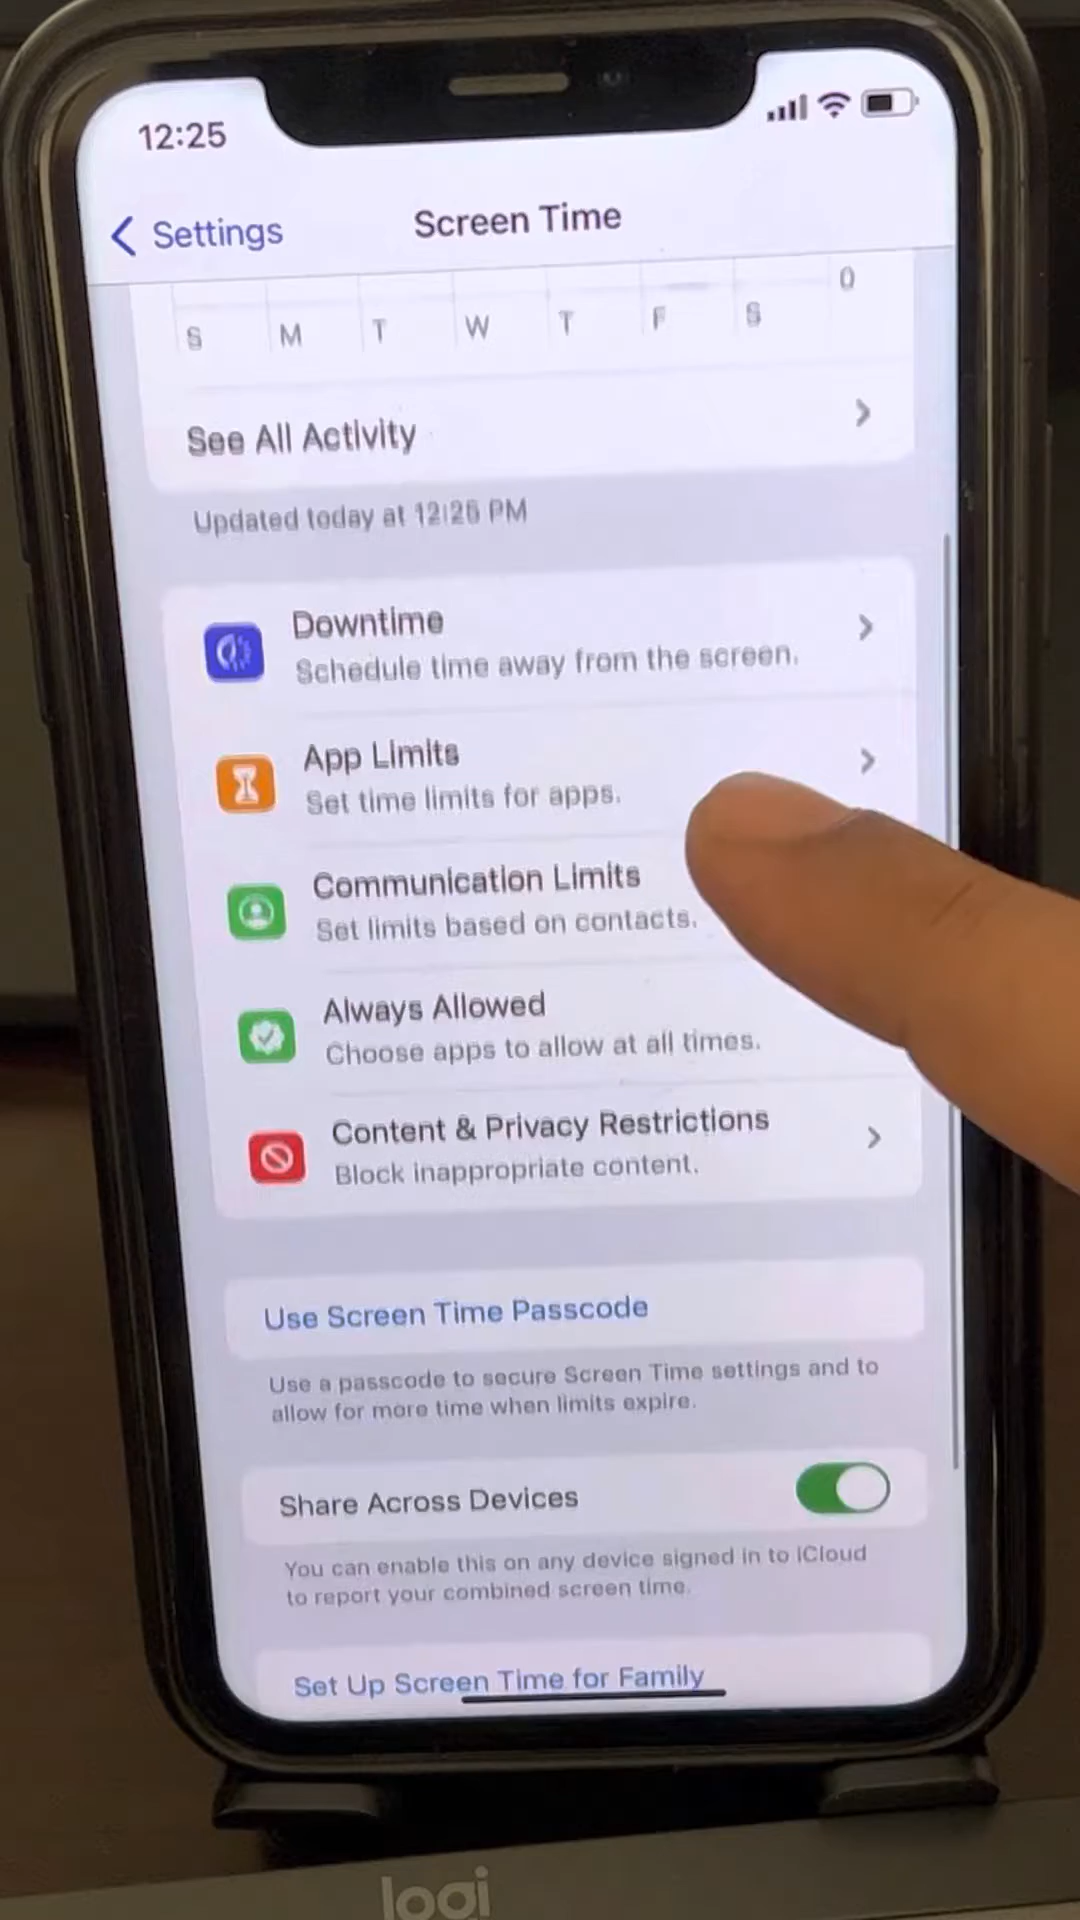 12:25
Settings
Screen Time
0
S M T W T F S
See All Activity
Updated today at 12:25 PM
Downtime
Schedule time away from the screen.
App Limits
Set time limits for apps.
Communication Limits
Set limits based on contacts.
Always Allowed
Choose apps to allow at all times.
Content & Privacy Restrictions
Block inappropriate content.
Use Screen Time Passcode
Use a passcode to secure Screen Time settings and to
allow for more time when limits expire.
Share Across Devices
You can enable this on any device signed in to iCloud
to report your combined screen time.
Set Up Screen Time for Family
logi